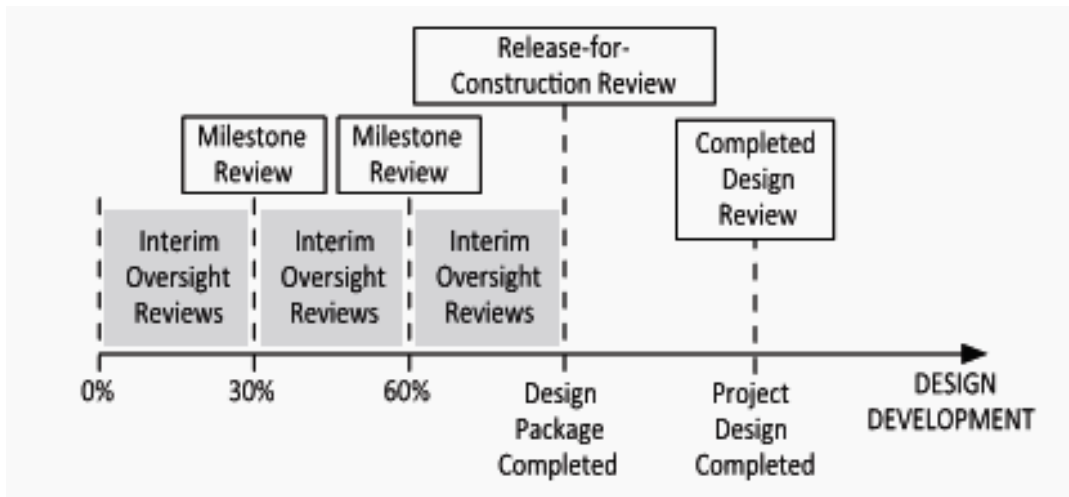 Release-for-
Construction Review
Milestone
Review
Milestone
Review
Completed
Design
Review
Interim
Oversight
Reviews
Interim
Oversight
Reviews
Interim
Oversight
Reviews
0%
30%
60%
Design
Package
Completed
Project
Design
Completed
DESIGN
DEVELOPMENT